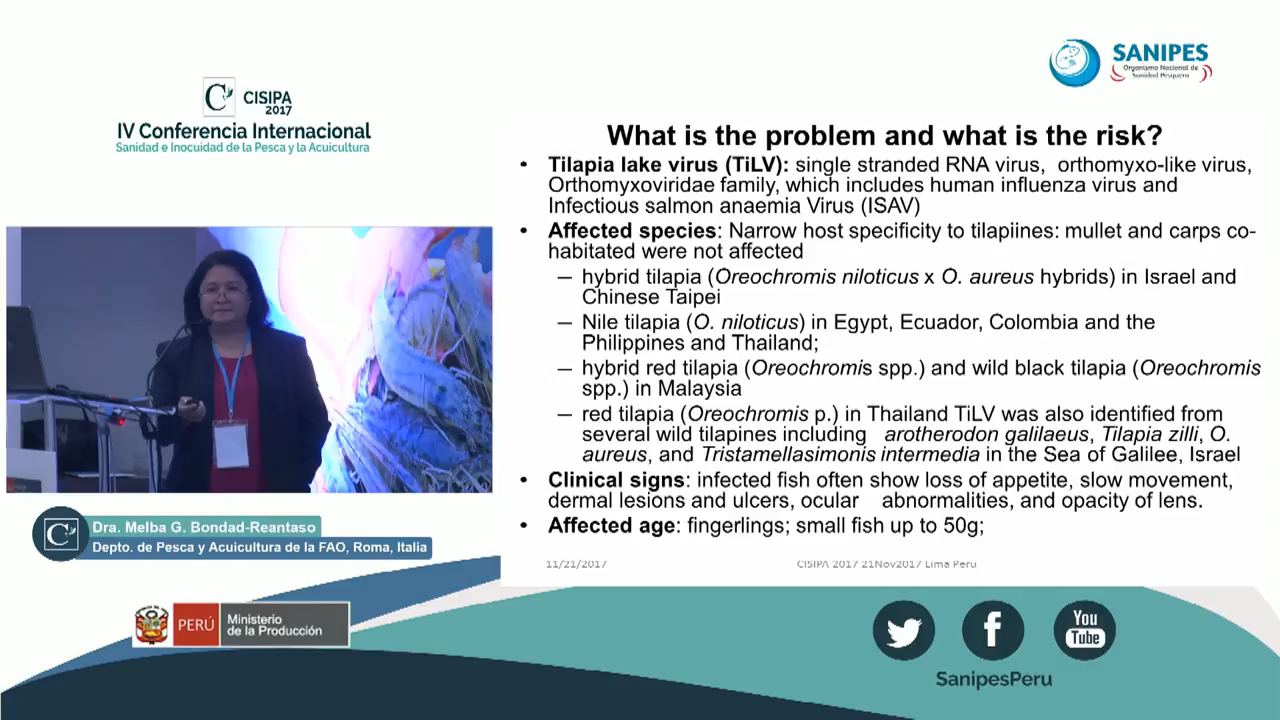 SANIPES
Organismo Nacional de
Sanidad Pesquera
CISIPA
2017
IV Conferencia Internacional
Sanidad e Inocuidad de la Pesca y la Acuicultura
What is the problem and what is the risk?
• Tilapia lake virus (TiLV): single stranded RNA virus, orthomyxo-like virus,
Orthomyxoviridae family, which includes human influenza virus and
Infectious salmon anaemia Virus (ISAV)
• Affected species: Narrow host specificity to tilapiines: mullet and carps co-
habitated were not affected
– hybrid tilapia (Oreochromis niloticus x O. aureus hybrids) in Israel and
Chinese Taipei
– Nile tilapia (O. niloticus) in Egypt, Ecuador, Colombia and the
Philippines and Thailand;
– hybrid red tilapia (Oreochromis spp.) and wild black tilapia (Oreochromis
spp.) in Malaysia
– red tilapia (Oreochromis p.) in Thailand TiLV was also identified from
several wild tilapines including arotherodon galilaeus, Tilapia zilli, O.
aureus, and Tristamellasimonis intermedia in the Sea of Galilee, Israel
• Clinical signs: infected fish often show loss of appetite, slow movement,
dermal lesions and ulcers, ocular abnormalities, and opacity of lens.
• Affected age: fingerlings; small fish up to 50g;
11/21/2017
CISIPA 2017 21Nov2017 Lima Peru
Dra. Melba G. Bondad-Reantaso
Depto. de Pesca y Acuicultura de la FAO, Roma, Italia
PERÚ
Ministerio
de la Producción
You
Tube
SanipesPeru